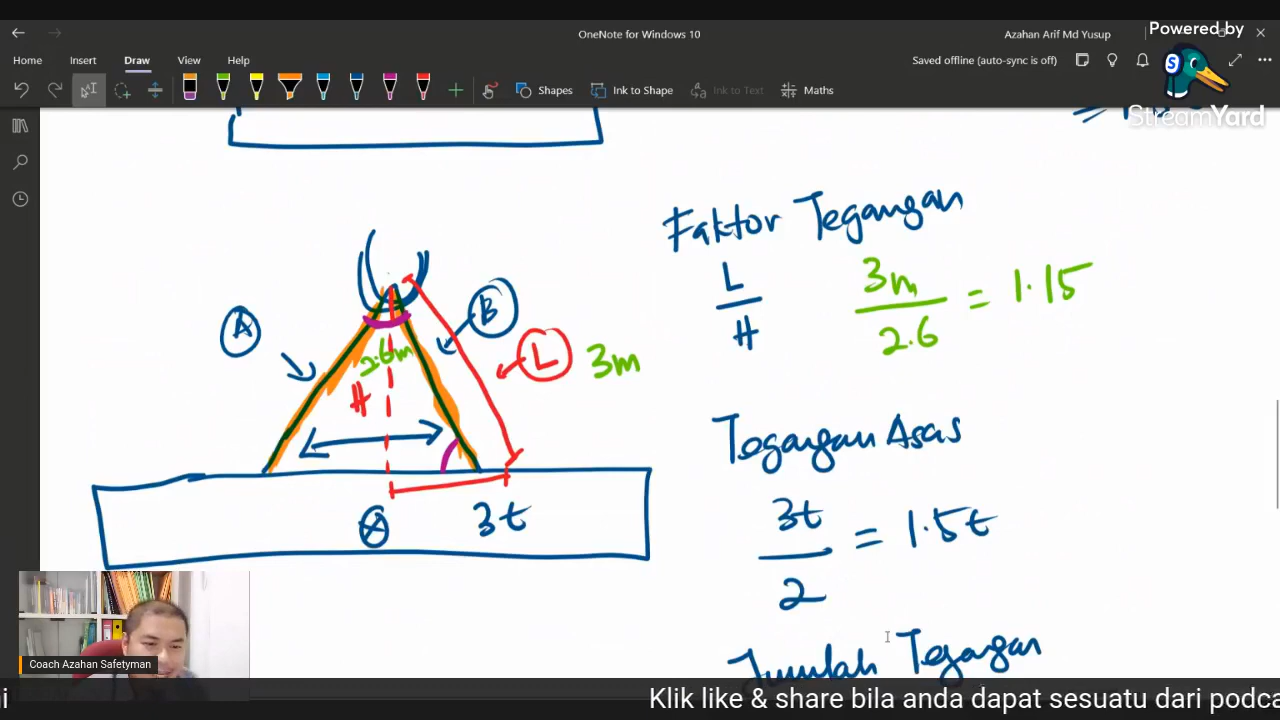 Powered by
StreamYard
OneNote for Windows 10
Azahan Arif Md Yusup
Home Insert Draw View Help
Saved offline (auto-sync is off)
Shapes Ink to Shape Ink to Text Maths
Faktor Tegangan
L
H
3m
2.6
= 1.15
A
B
L
3m
2.6m
H
Tegangan Asas
3t
2
= 1.5t
3t
Jumlah Tegangan
Coach Azahan Safetyman
Klik like & share bila anda dapat sesuatu dari